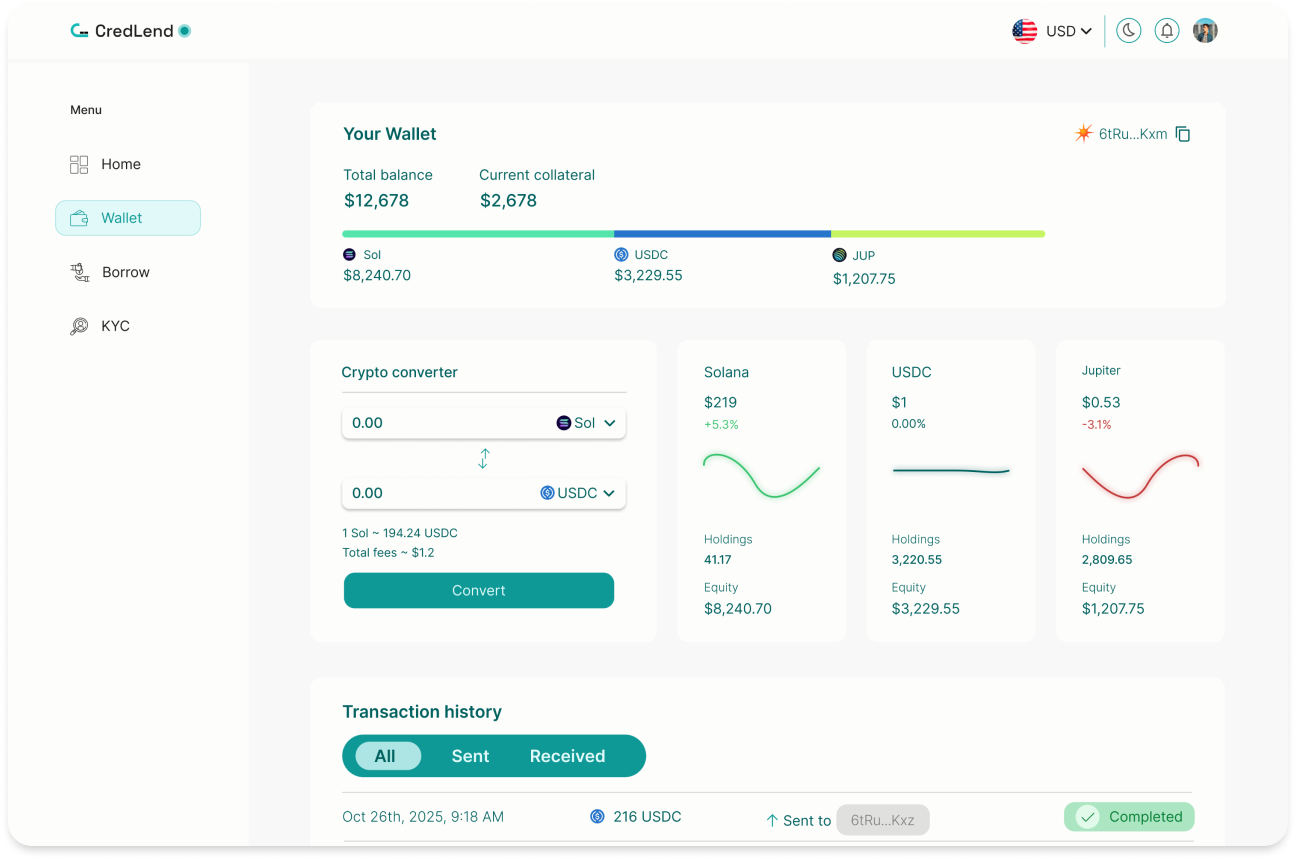 CredLend
USD
Menu
Home
Wallet
Borrow
KYC
Your Wallet
6tRu...Kxm
Total balance
$12,678
Current collateral
$2,678
Sol
$8,240.70
USDC
$3,229.55
JUP
$1,207.75
Crypto converter
0.00
Sol
0.00
USDC
1 Sol ~ 194.24 USDC
Total fees ~ $1.2
Convert
Solana
$219
+5.3%
Holdings
41.17
Equity
$8,240.70
USDC
$1
0.00%
Holdings
3,220.55
Equity
$3,229.55
Jupiter
$0.53
-3.1%
Holdings
2,809.65
Equity
$1,207.75
Transaction history
All
Sent
Received
Oct 26th, 2025, 9:18 AM
216 USDC
Sent to
6tRu...Kxz
Completed